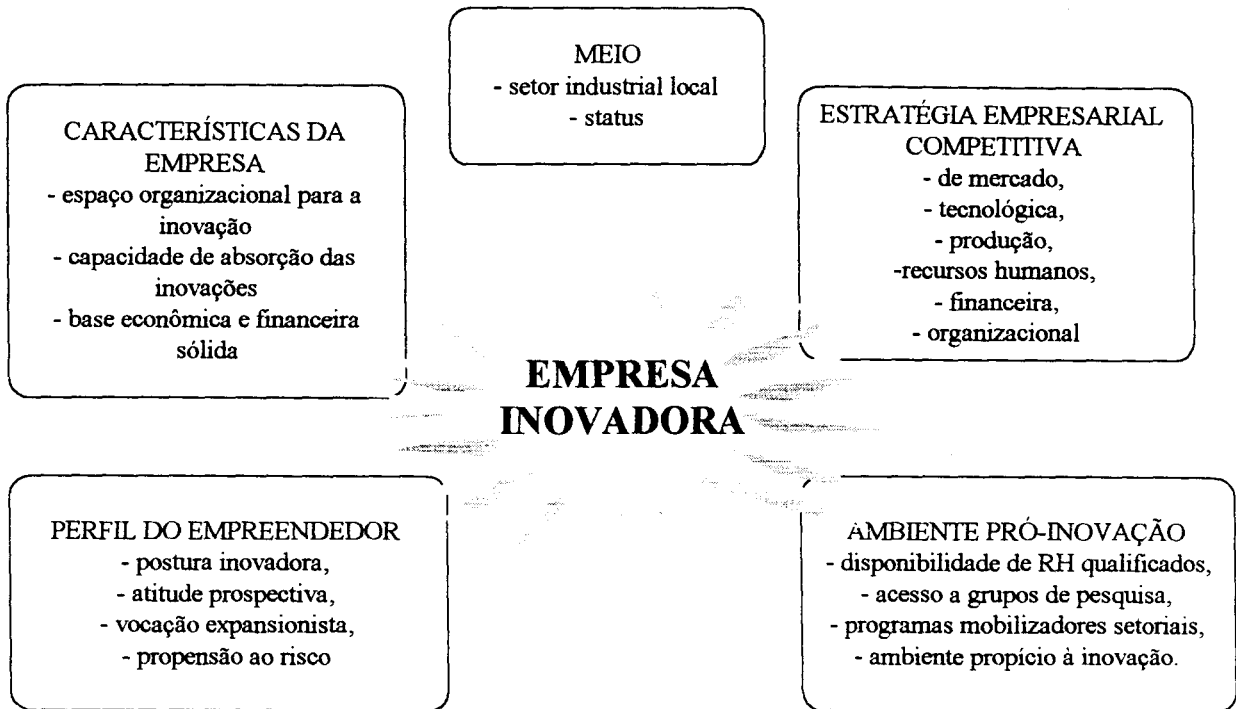 MEIO
- setor industrial local
- status
CARACTERÍSTICAS DA
EMPRESA
- espaço organizacional para a
inovação
- capacidade de absorção das
inovações
- base econômica e financeira
sólida
ESTRATÉGIA EMPRESARIAL
COMPETITIVA
- de mercado,
- tecnológica,
- produção,
-recursos humanos,
- financeira,
- organizacional
EMPRESA
INOVADORA
PERFIL DO EMPREENDEDOR
- postura inovadora,
- atitude prospectiva,
- vocação expansionista,
- propensão ao risco
AMBIENTE PRÓ-INOVAÇÃO
- disponibilidade de RH qualificados,
- acesso a grupos de pesquisa,
- programas mobilizadores setoriais,
- ambiente propício à inovação.